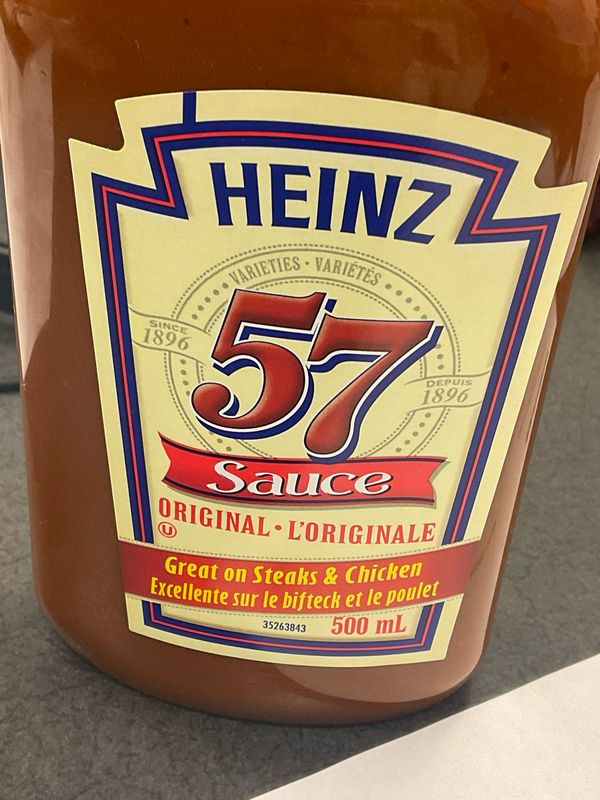 HEINZ
VARIETIES · VARIÉTÉS
57
SINCE
1896
DEPUIS
1896
Sauce
ORIGINAL · L'ORIGINALE
U
Great on Steaks & Chicken
Excellente sur le bifteck et le poulet
35263843
500 mL